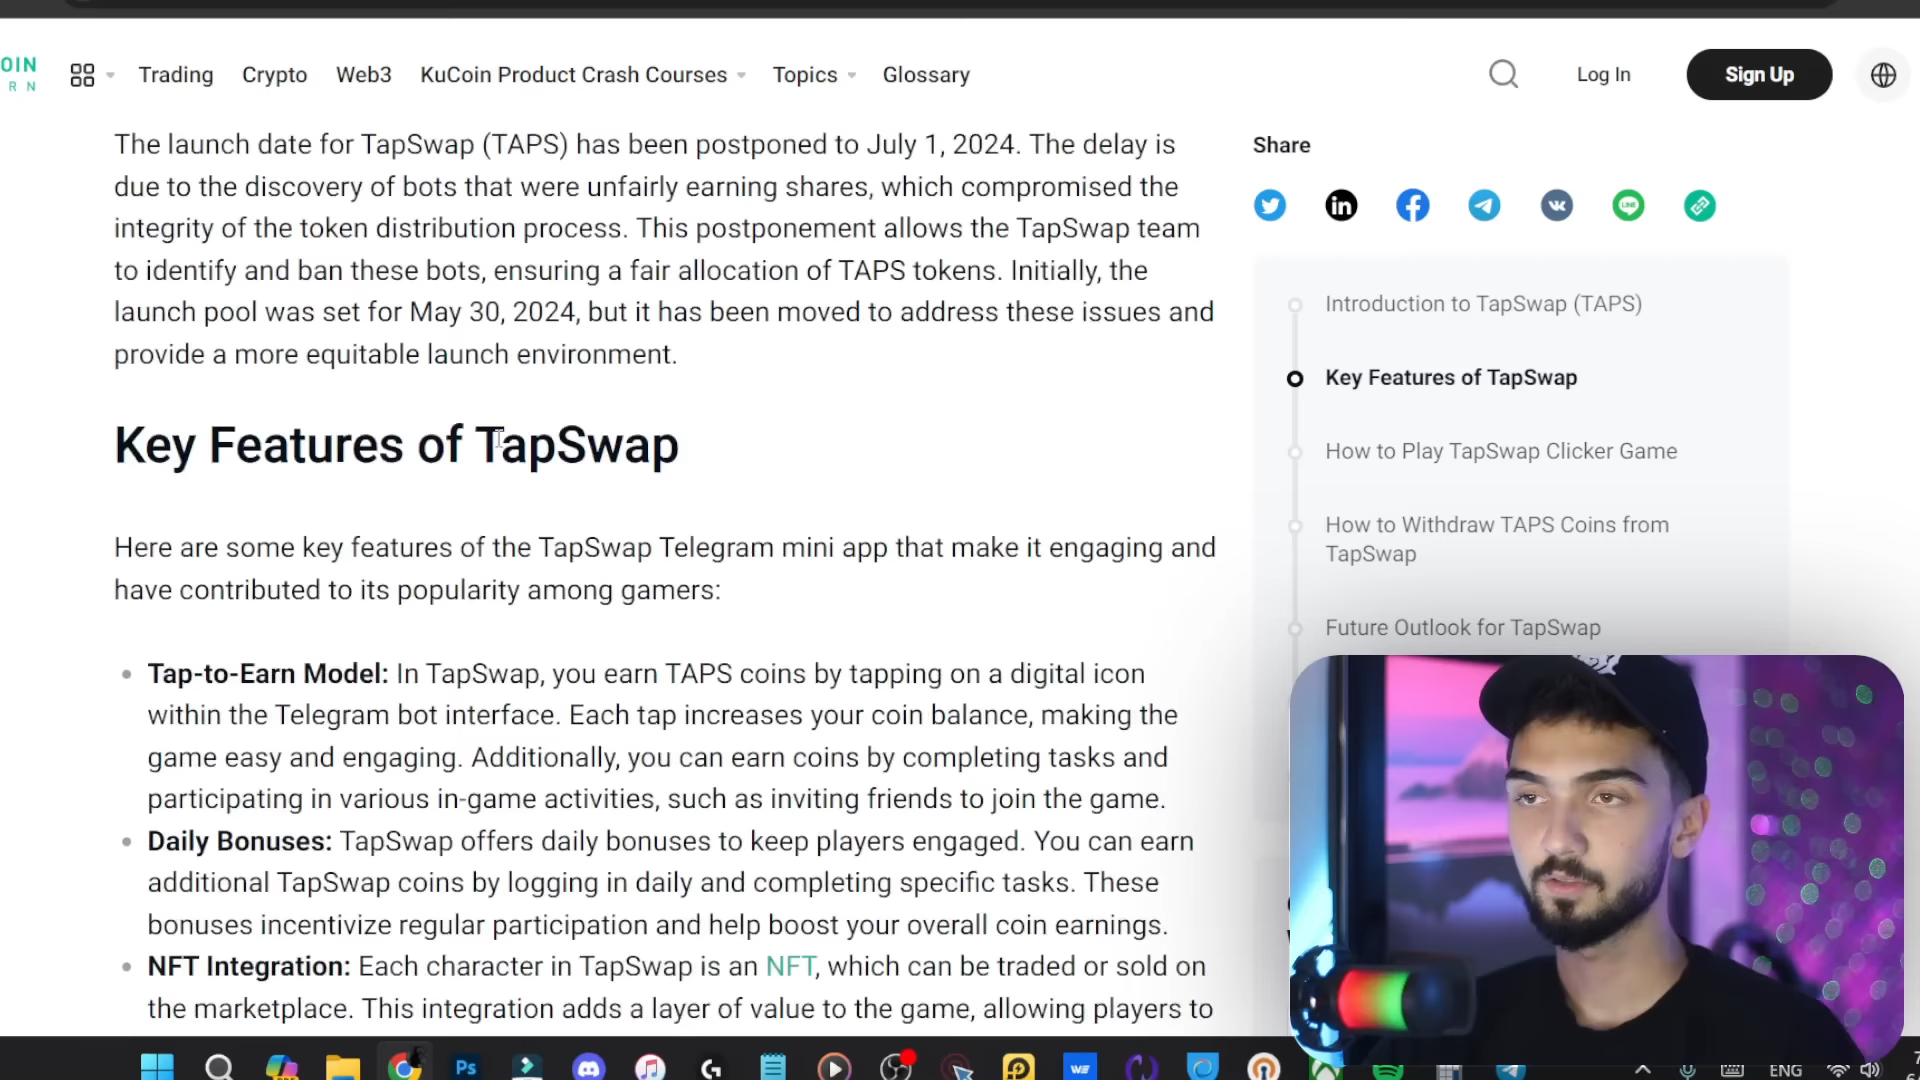 OIN
RN
Trading
Crypto
Web3
KuCoin Product Crash Courses
Topics
Glossary
Log In
Sign Up
The launch date for TapSwap (TAPS) has been postponed to July 1, 2024. The delay is
due to the discovery of bots that were unfairly earning shares, which compromised the
integrity of the token distribution process. This postponement allows the TapSwap team
to identify and ban these bots, ensuring a fair allocation of TAPS tokens. Initially, the
launch pool was set for May 30, 2024, but it has been moved to address these issues and
provide a more equitable launch environment.
Key Features of TapSwap
Here are some key features of the TapSwap Telegram mini app that make it engaging and
have contributed to its popularity among gamers:
Tap-to-Earn Model: In TapSwap, you earn TAPS coins by tapping on a digital icon
within the Telegram bot interface. Each tap increases your coin balance, making the
game easy and engaging. Additionally, you can earn coins by completing tasks and
participating in various in-game activities, such as inviting friends to join the game.
Daily Bonuses: TapSwap offers daily bonuses to keep players engaged. You can earn
additional TapSwap coins by logging in daily and completing specific tasks. These
bonuses incentivize regular participation and help boost your overall coin earnings.
NFT Integration: Each character in TapSwap is an NFT, which can be traded or sold on
the marketplace. This integration adds a layer of value to the game, allowing players to
Share
in
LINE
Introduction to TapSwap (TAPS)
Key Features of TapSwap
How to Play TapSwap Clicker Game
How to Withdraw TAPS Coins from
TapSwap
Future Outlook for TapSwap
Ps
WE
ENG